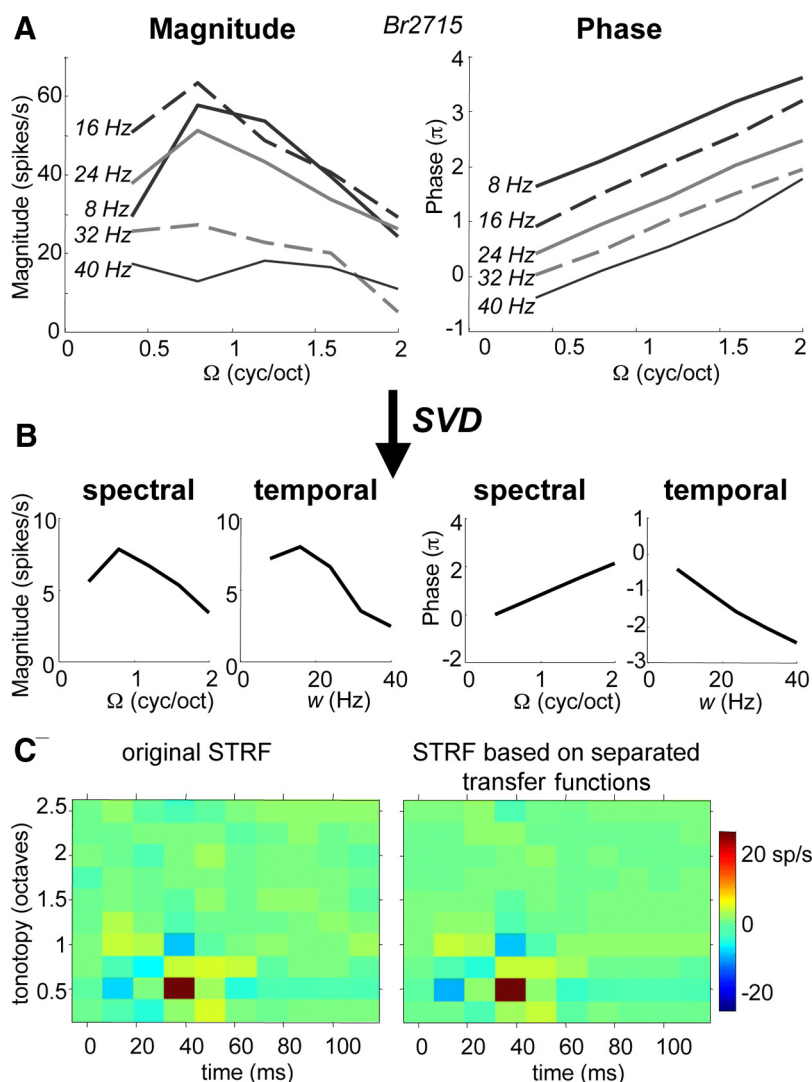 A
Magnitude
Br2715
Phase
Magnitude (spikes/s)
60
40
20
0
16 Hz
24 Hz
8 Hz
32 Hz
40 Hz
0
0.5
1
1.5
2
Ω (cyc/oct)
Phase (π)
4
3
2
1
0
-1
8 Hz
16 Hz
24 Hz
32 Hz
40 Hz
0
0.5
1
1.6
2
Ω (cyc/oct)
SVD
B
spectral
temporal
spectral
temporal
Magnitude (spikes/s)
10
5
0
0
1
2
Ω (cyc/oct)
10
5
0
0
20
40
w (Hz)
Phase (π)
4
2
0
-2
0
1
2
Ω (cyc/oct)
1
0
-1
-2
-3
0
20
40
w (Hz)
C
original STRF
STRF based on separated
transfer functions
tonotopy (octaves)
2.5
2
1.5
1
0.5
0
20
40
60
80
100
time (ms)
0
20
40
60
80
100
time (ms)
20 sp/s
0
-20